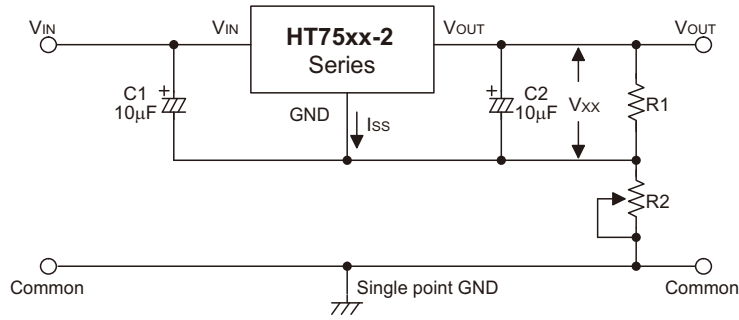 VIN
VIN
HT75xx-2
Series
VOUT
VOUT
C1
10μF
GND
ISS
C2
10μF
VXX
R1
R2
Common
Single point GND
Common